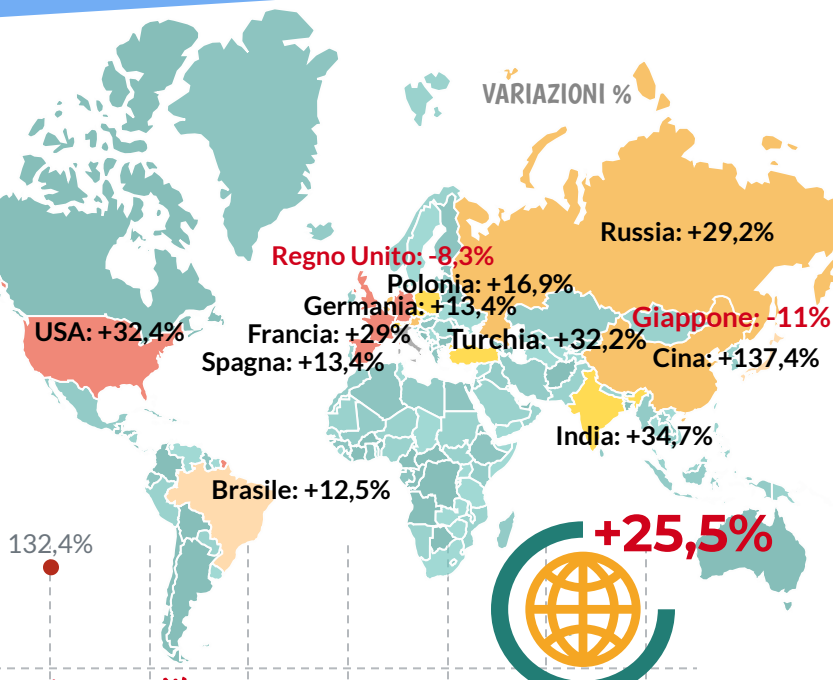 VARIAZIONI %
Russia: +29,2%
Regno Unito: -8,3%
Polonia: +16,9%
Germania: +13,4%
Giappone: -11%
USA: +32,4%
Francia: +29%
Turchia: +32,2%
Cina: +137,4%
Spagna: +13,4%
India: +34,7%
Brasile: +12,5%
+25,5%
132,4%